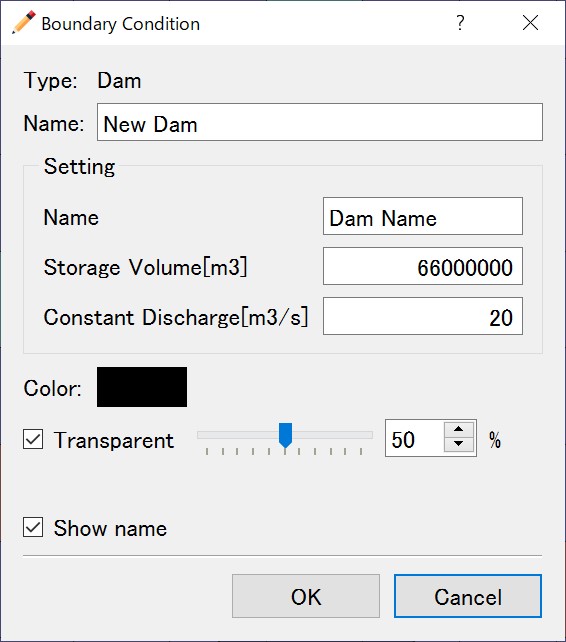 Boundary Condition ?
Type: Dam
Name: New Dam
Setting
Name Dam Name
Storage Volume[m3] 66000000
Constant Discharge[m3/s] 20
Color:
Transparent 50 %
Show name
OK Cancel